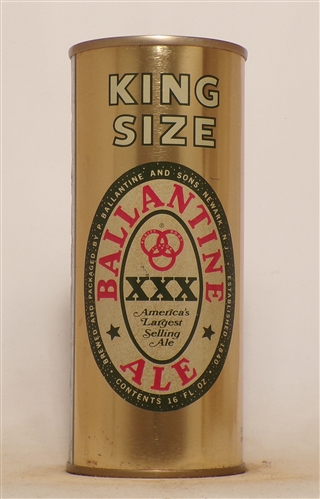 KING
SIZE
BREWED AND PACKAGED BY P. BALLANTINE AND SONS, NEWARK, N. J. • ESTABLISHED 1840
BALLANTINE
XXX
America's
Largest
Selling
Ale
ALE
CONTENTS 16 FL. OZ.